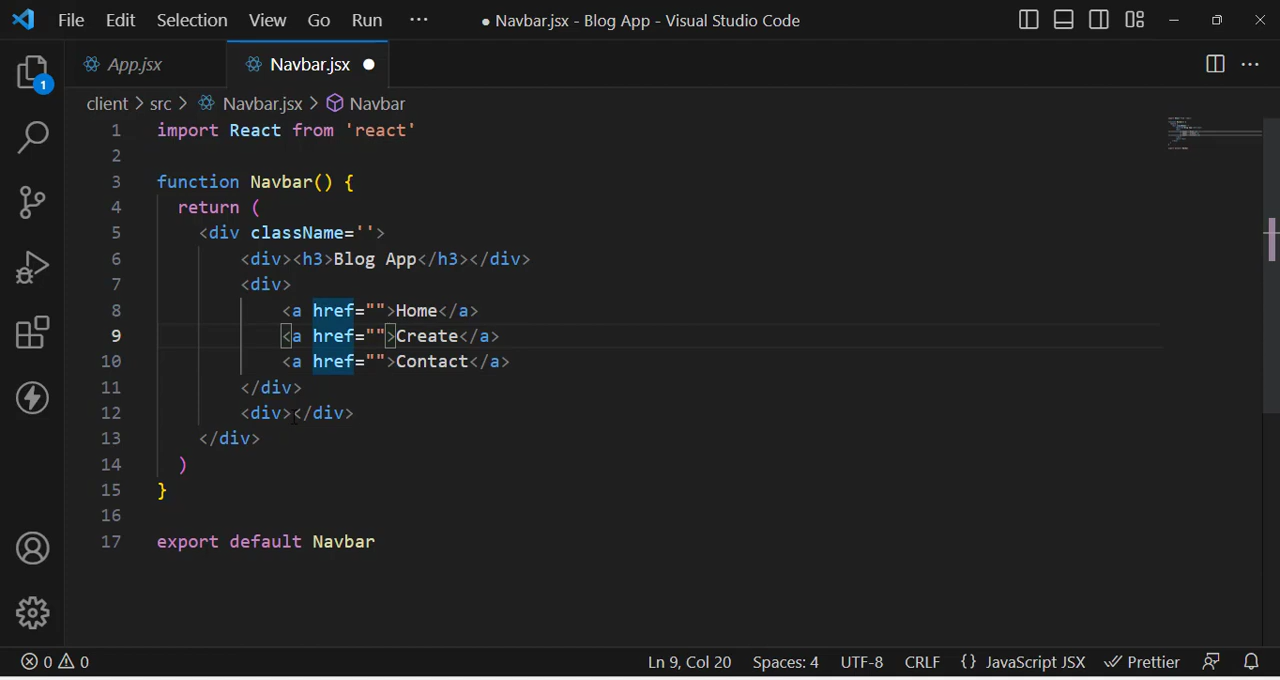 File Edit Selection View Go Run ··· ● Navbar.jsx - Blog App - Visual Studio Code
App.jsx Navbar.jsx ●
1
client > src > Navbar.jsx > Navbar
1 import React from 'react'
2
3 function Navbar() {
4 return (
5 <div className=''>
6 <div><h3>Blog App</h3></div>
7 <div>
8 <a href="">Home</a>
9 <a href="">Create</a>
10 <a href="">Contact</a>
11 </div>
12 <div></div>
13 </div>
14 )
15 }
16
17 export default Navbar
0 0 Ln 9, Col 20 Spaces: 4 UTF-8 CRLF {} JavaScript JSX Prettier